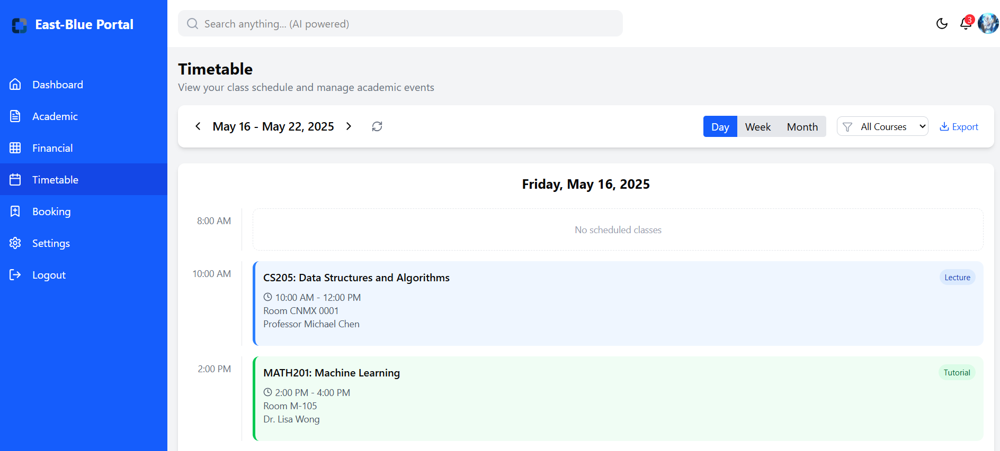 East-Blue Portal
Dashboard
Academic
Financial
Timetable
Booking
Settings
Logout
Search anything... (AI powered)
3
Timetable
View your class schedule and manage academic events
May 16 - May 22, 2025
Day Week Month
All Courses
Export
Friday, May 16, 2025
8:00 AM
No scheduled classes
10:00 AM
CS205: Data Structures and Algorithms
Lecture
10:00 AM - 12:00 PM
Room CNMX 0001
Professor Michael Chen
2:00 PM
MATH201: Machine Learning
Tutorial
2:00 PM - 4:00 PM
Room M-105
Dr. Lisa Wong